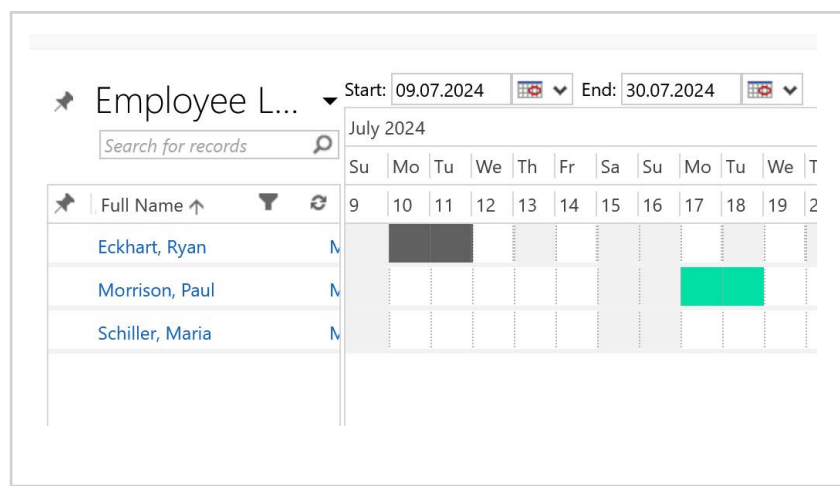 Employee L...
Start: 09.07.2024 End: 30.07.2024
Search for records
July 2024
Su Mo Tu We Th Fr Sa Su Mo Tu We
Full Name
9 10 11 12 13 14 15 16 17 18 19 2
Eckhart, Ryan
Morrison, Paul
Schiller, Maria